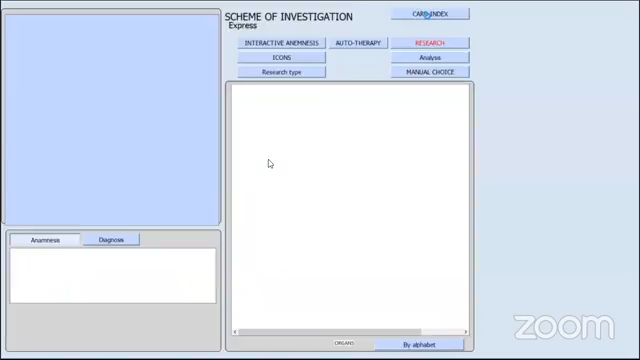 SCHEME OF INVESTIGATION
Express
CARD INDEX
INTERACTIVE ANEMNESIS
AUTO-THERAPY
RESEARCH
ICONS
Analysis
Research type
MANUAL CHOICE
Anamnesis
Diagnosis
ORGANS
By alphabet
zoom